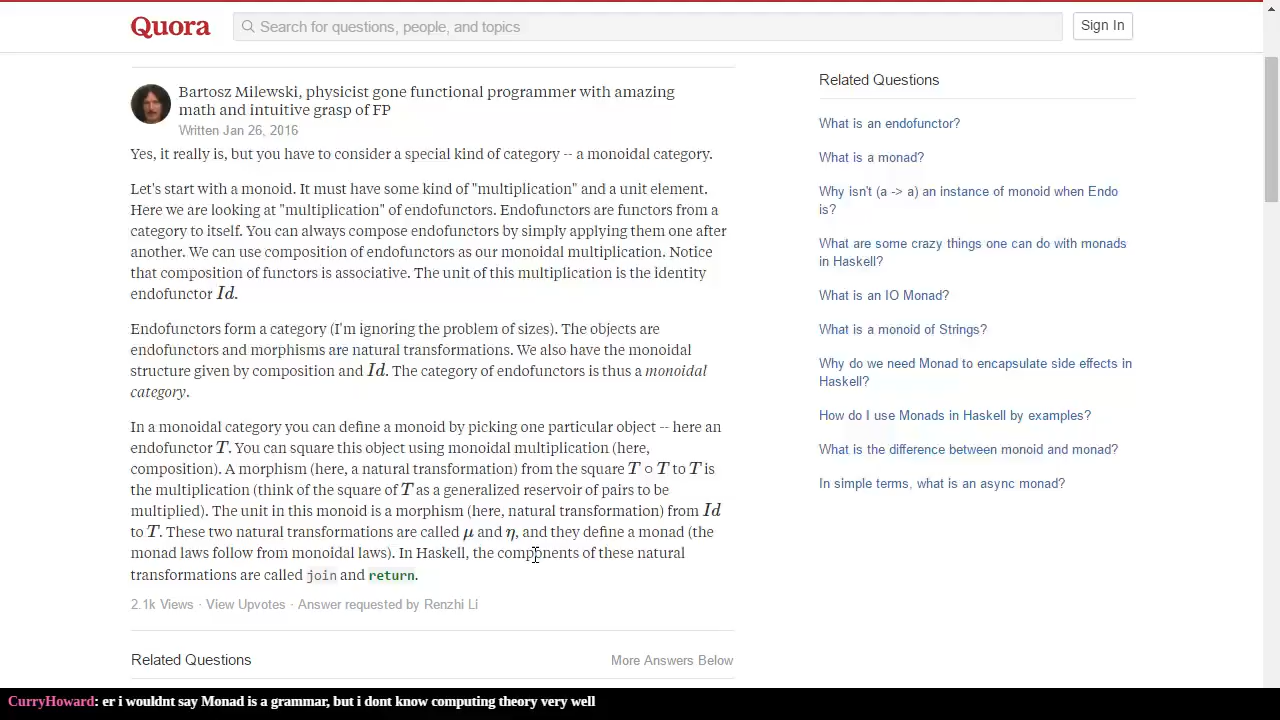 Quora
Search for questions, people, and topics
Sign In
Bartosz Milewski, physicist gone functional programmer with amazing
math and intuitive grasp of FP
Written Jan 26, 2016
Yes, it really is, but you have to consider a special kind of category -- a monoidal category.
Let's start with a monoid. It must have some kind of "multiplication" and a unit element.
Here we are looking at "multiplication" of endofunctors. Endofunctors are functors from a
category to itself. You can always compose endofunctors by simply applying them one after
another. We can use composition of endofunctors as our monoidal multiplication. Notice
that composition of functors is associative. The unit of this multiplication is the identity
endofunctor Id.
Endofunctors form a category (I'm ignoring the problem of sizes). The objects are
endofunctors and morphisms are natural transformations. We also have the monoidal
structure given by composition and Id. The category of endofunctors is thus a monoidal
category.
In a monoidal category you can define a monoid by picking one particular object -- here an
endofunctor T. You can square this object using monoidal multiplication (here,
composition). A morphism (here, a natural transformation) from the square T ∘ T to T is
the multiplication (think of the square of T as a generalized reservoir of pairs to be
multiplied). The unit in this monoid is a morphism (here, natural transformation) from Id
to T. These two natural transformations are called μ and η, and they define a monad (the
monad laws follow from monoidal laws). In Haskell, the components of these natural
transformations are called join and return.
2.1k Views · View Upvotes · Answer requested by Renzhi Li
Related Questions
More Answers Below
Related Questions
What is an endofunctor?
What is a monad?
Why isn't (a -> a) an instance of monoid when Endo
is?
What are some crazy things one can do with monads
in Haskell?
What is an IO Monad?
What is a monoid of Strings?
Why do we need Monad to encapsulate side effects in
Haskell?
How do I use Monads in Haskell by examples?
What is the difference between monoid and monad?
In simple terms, what is an async monad?
CurryHoward: er i wouldnt say Monad is a grammar, but i dont know computing theory very well